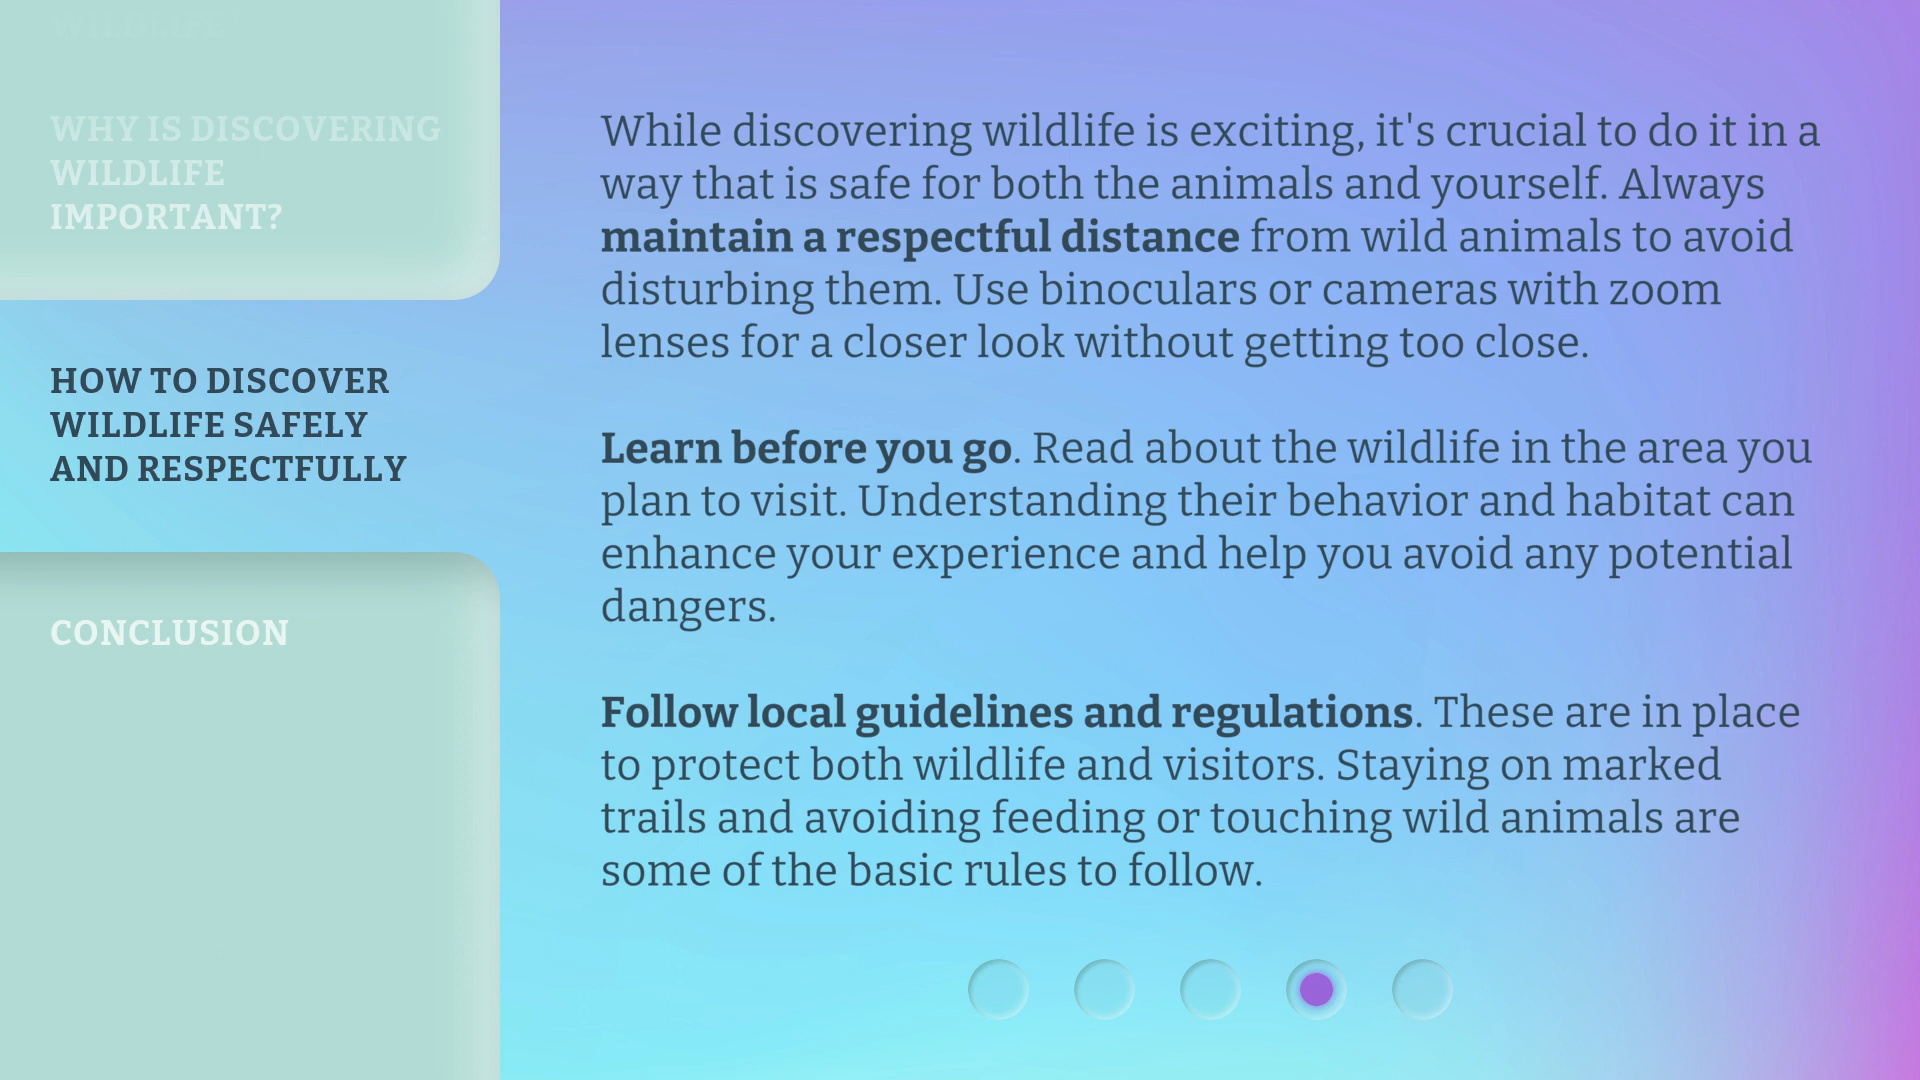 WILDLIFE
WHY IS DISCOVERING
WILDLIFE
IMPORTANT?
HOW TO DISCOVER
WILDLIFE SAFELY
AND RESPECTFULLY
CONCLUSION
While discovering wildlife is exciting, it's crucial to do it in a
way that is safe for both the animals and yourself. Always
maintain a respectful distance from wild animals to avoid
disturbing them. Use binoculars or cameras with zoom
lenses for a closer look without getting too close.
Learn before you go. Read about the wildlife in the area you
plan to visit. Understanding their behavior and habitat can
enhance your experience and help you avoid any potential
dangers.
Follow local guidelines and regulations. These are in place
to protect both wildlife and visitors. Staying on marked
trails and avoiding feeding or touching wild animals are
some of the basic rules to follow.